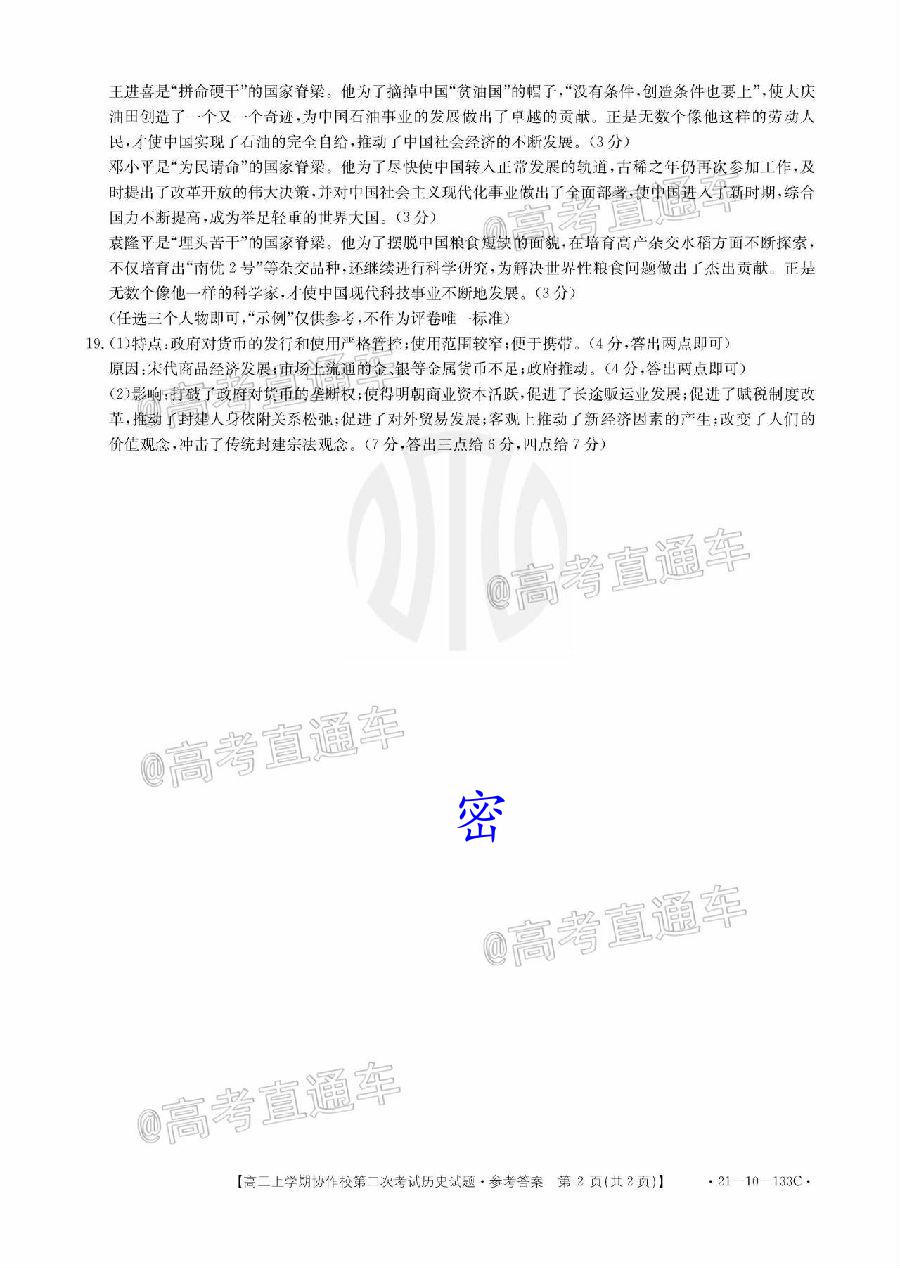 王进喜是“拼命硬干”的国家脊梁。他为了摘掉中国“贫油国”的帽子,“没有条件,创造条件也要上”,使大庆
油田创造了一个又一个奇迹,为中国石油事业的发展做出了卓越的贡献。正是无数个像他这样的劳动人
民,才使中国实现了石油的完全自给,推动了中国社会经济的不断发展。(3分)
邓小平是“为民请命”的国家脊梁。他为了尽快使中国转入正常发展的轨道,古稀之年仍再次参加工作,及
时提出了改革开放的伟大决策,并对中国社会主义现代化事业做出了全面部署,使中国进入了新时期,综合
国力不断提高,成为举足轻重的世界大国。(3分)
袁隆平是“埋头苦干”的国家脊梁。他为了摆脱中国粮食短缺的面貌,在培育高产杂交水稻方面不断探索,
不仅培育出“南优2号”等杂交品种,还继续进行科学研究,为解决世界性粮食问题做出了杰出贡献。正是
无数个像他一样的科学家,才使中国现代科技事业不断地发展。(3分)
(任选三个人物即可,“示例”仅供参考,不作为评卷唯一标准)
19.(1)特点:政府对货币的发行和使用严格管控;使用范围较窄;便于携带。(4分,答出两点即可)
原因:宋代商品经济发展;市场上流通的金、银等金属货币不足;政府推动。(4分,答出两点即可)
(2)影响:打破了政府对货币的垄断权;使得明朝商业资本活跃,促进了长途贩运业发展;促进了赋税制度改
革,推动了封建人身依附关系松弛;促进了对外贸易发展;客观上推动了新经济因素的产生;改变了人们的
价值观念,冲击了传统封建宗法观念。(7分,答出三点给6分,四点给7分)
@高考直通车
@高考直通车
@高考直通车
@高考直通车
密
@高考直通车
@高考直通车
【高二上学期协作校第二次考试历史试题·参考答案 第2页(共2页)】 ·21—10—133C·